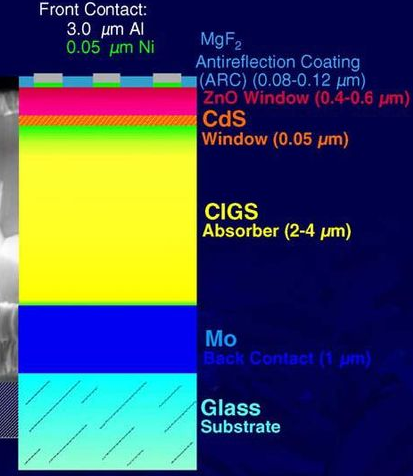 Front Contact:
3.0 µm Al
0.05 µm Ni
MgF₂
Antireflection Coating
(ARC) (0.08-0.12 µm)
ZnO Window (0.4-0.6 µm)
CdS
Window (0.05 µm)
CIGS
Absorber (2-4 µm)
Mo
Back Contact (1 µm)
Glass
Substrate